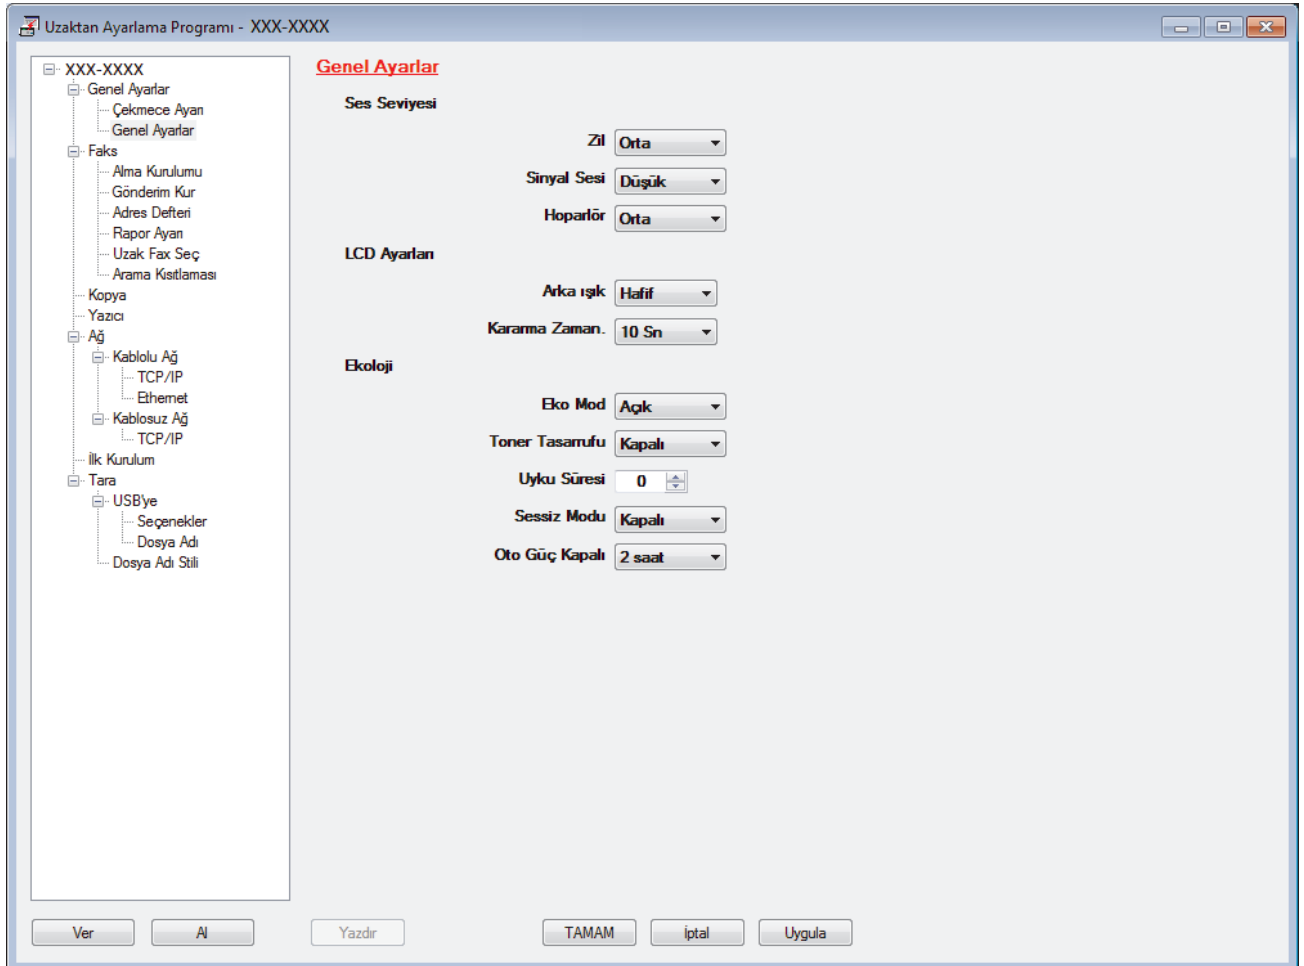 Uzaktan Ayarlama Programı - XXX-XXXX
XXX-XXXX
Genel Ayarlar
Çekmece Ayarı
Genel Ayarlar
Faks
Alma Kurulumu
Gönderim Kur
Adres Defteri
Rapor Ayarı
Uzak Fax Seç
Arama Kısıtlaması
Kopya
Yazıcı
Ağ
Kablolu Ağ
TCP/IP
Ethernet
Kablosuz Ağ
TCP/IP
İlk Kurulum
Tara
USB'ye
Seçenekler
Dosya Adı
Dosya Adı Stili
Genel Ayarlar
Ses Seviyesi
Zil Orta
Sinyal Sesi Düşük
Hoparlör Orta
LCD Ayarları
Arka ışık Hafif
Kararma Zaman. 10 Sn
Ekoloji
Eko Mod Açık
Toner Tasarrufu Kapalı
Uyku Süresi 0
Sessiz Modu Kapalı
Oto Güç Kapalı 2 saat
Ver Al Yazdır TAMAM İptal Uygula